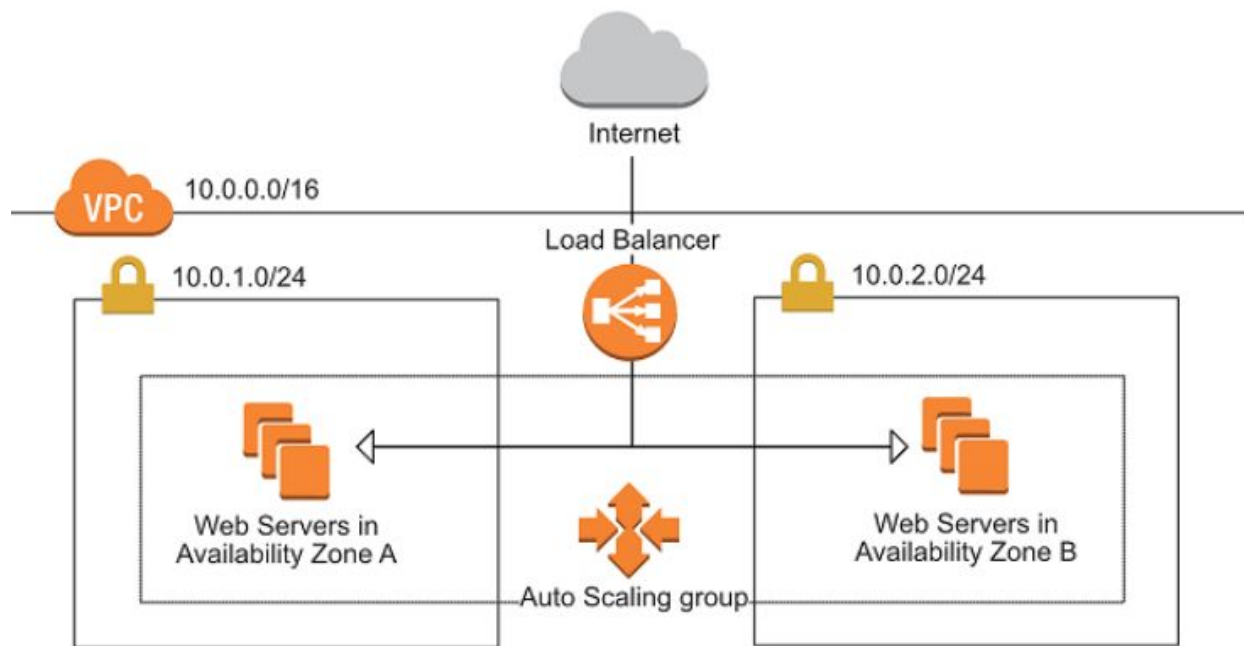 Internet
VPC
10.0.0.0/16
Load Balancer
10.0.1.0/24
10.0.2.0/24
Web Servers in
Availability Zone A
Web Servers in
Availability Zone B
Auto Scaling group